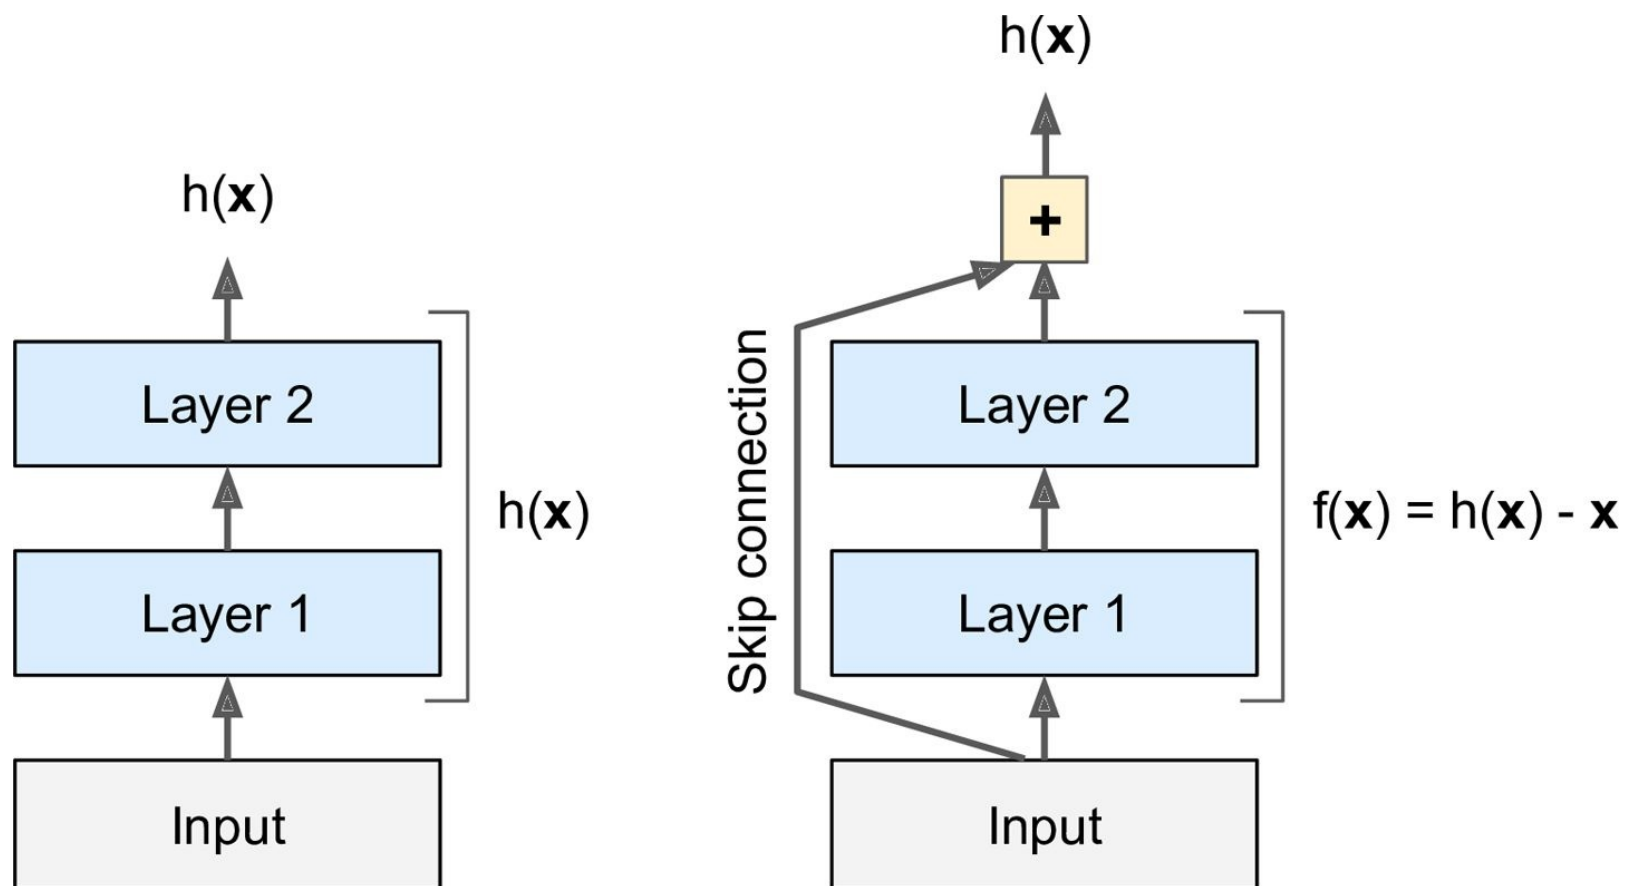 h(x)
Layer 2
h(x)
Layer 1
Input
h(x)
+
Skip connection
Layer 2
f(x) = h(x) - x
Layer 1
Input